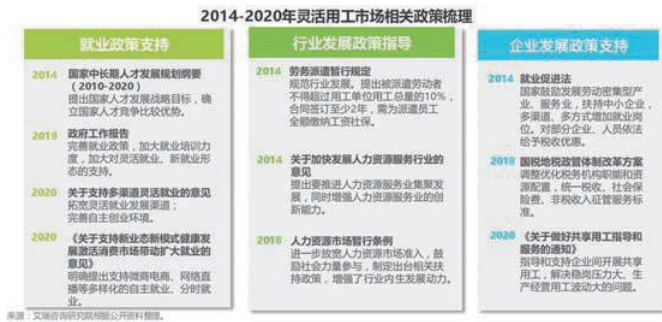 2014-2020年灵活用工市场相关政策梳理
就业政策支持
2014 国家中长期人才发展规划纲要
（2010-2020）
提出国家人才发展战略目标，确
立国家人才竞争比较优势。
2019 政府工作报告
完善就业政策，加大就业培训力
度，加大对灵活就业、新就业形
态的支持。
2020 关于支持多渠道灵活就业的意见
拓宽灵活就业发展渠道；
完善自主创业环境。
2020 《关于支持新业态新模式健康发
展激活消费市场带动扩大就业的
意见》
明确提出支持微商电商、网络直
播等多样化的自主就业、分时就
业。
行业发展政策指导
2014 劳务派遣暂行规定
规范行业发展。提出被派遣劳动者
不得超过用工单位用工总量的10%，
合同签订至少2年，需为派遣员工
全额缴纳工资社保。
2014 关于加快发展人力资源服务行业的
意见
提出要推进人力资源服务业集聚发
展，同时增强人力资源服务业的创
新能力。
2018 人力资源市场暂行条例
进一步放宽人力资源市场准入，鼓
励社会力量参与，制定出台相关扶
持政策，增强了行业内生发展动力。
企业发展政策支持
2014 就业促进法
国家鼓励发展劳动密集型产
业、服务业，扶持中小企业，
多渠道、多方式增加就业岗
位。对部分企业、人员依法给
予税收优惠。
2018 国税地税政管体制改革方案
调整优化税务机构职能和资
源配置，统一税收、社会保
险费、非税收入征管服务标
准。
2020 《关于做好共享用工指导和
服务的通知》
指导和支持企业间开展共享
用工，解决稳岗压力大、生
产经营用工波动大的问题。
来源：艾瑞咨询研究院根据公开资料整理。